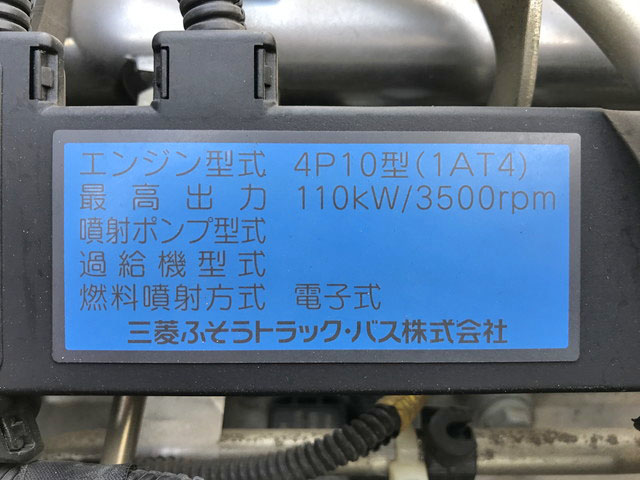 エンジン型式 4P10型(1AT4)
最高出力 110kW/3500rpm
噴射ポンプ型式
過給機型式
燃料噴射方式 電子式
三菱ふそうトラック・バス株式会社